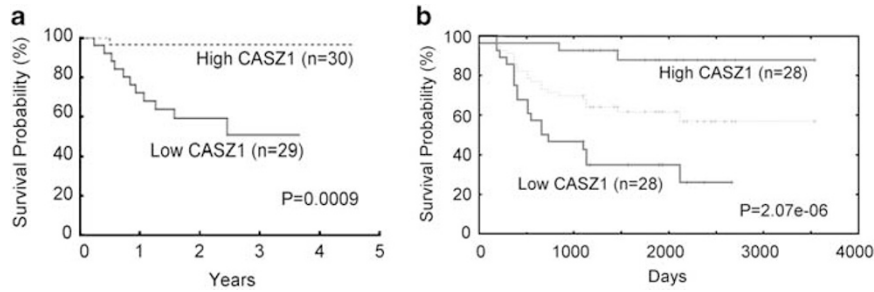 a
Survival Probability (%)
100
80
60
40
20
0
High CASZ1 (n=30)
Low CASZ1 (n=29)
P=0.0009
0 1 2 3 4 5
Years
b
Survival Probability (%)
100
80
60
40
20
0
High CASZ1 (n=28)
Low CASZ1 (n=28)
P=2.07e-06
0 1000 2000 3000 4000
Days